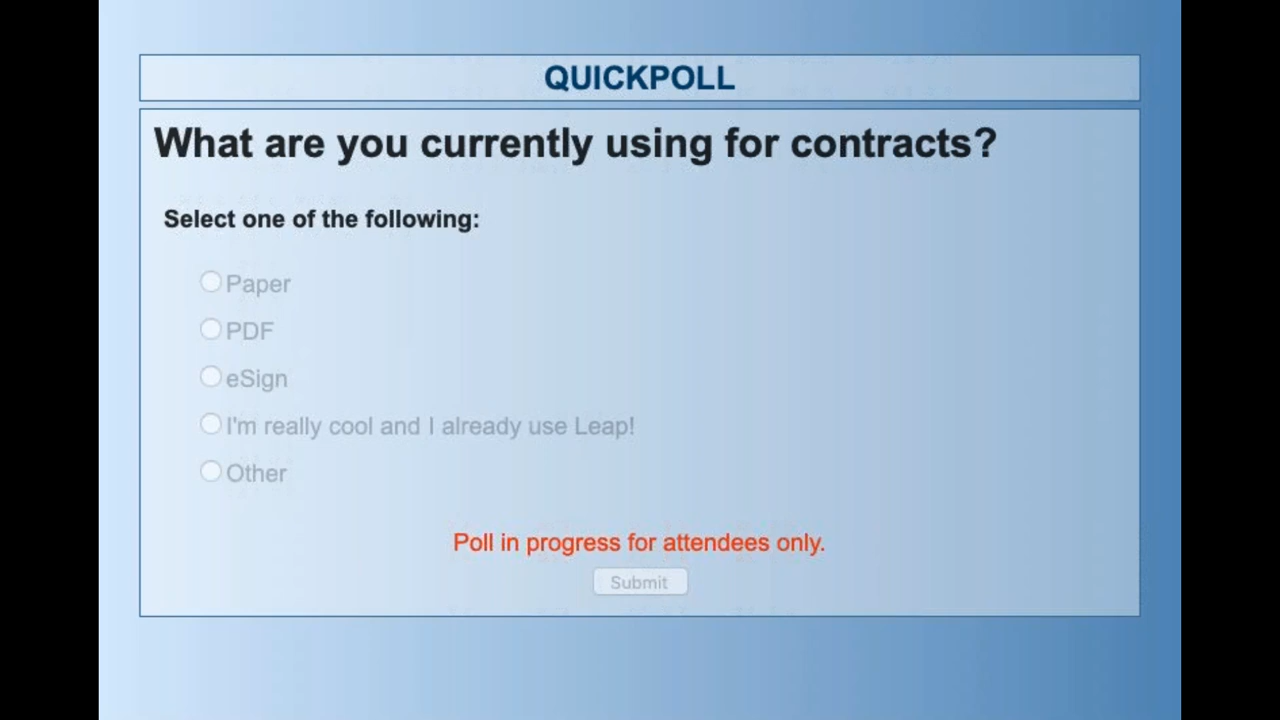 QUICKPOLL
What are you currently using for contracts?
Select one of the following:
Paper
PDF
eSign
I'm really cool and I already use Leap!
Other
Poll in progress for attendees only.
Submit